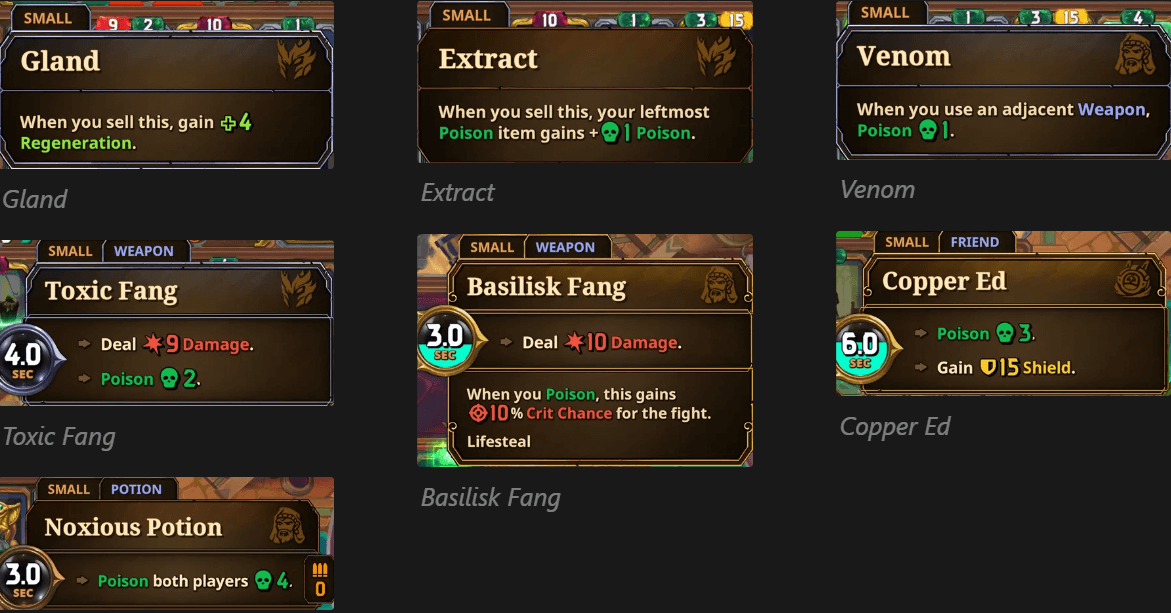 SMALL
9 2 10 1
Gland
When you sell this, gain 4
Regeneration.
Gland
SMALL
10 1 3 15
Extract
When you sell this, your leftmost
Poison item gains + 1 Poison.
Extract
SMALL
1 3 15 4
Venom
When you use an adjacent Weapon,
Poison 1.
Venom
SMALL WEAPON
Toxic Fang
4.0
SEC
Deal 9 Damage.
Poison 2.
Toxic Fang
SMALL WEAPON
Basilisk Fang
3.0
SEC
Deal 10 Damage.
When you Poison, this gains
10% Crit Chance for the fight.
Lifesteal
Basilisk Fang
SMALL FRIEND
Copper Ed
6.0
SEC
Poison 3.
Gain 15 Shield.
Copper Ed
SMALL POTION
Noxious Potion
3.0
SEC
Poison both players 4.
0